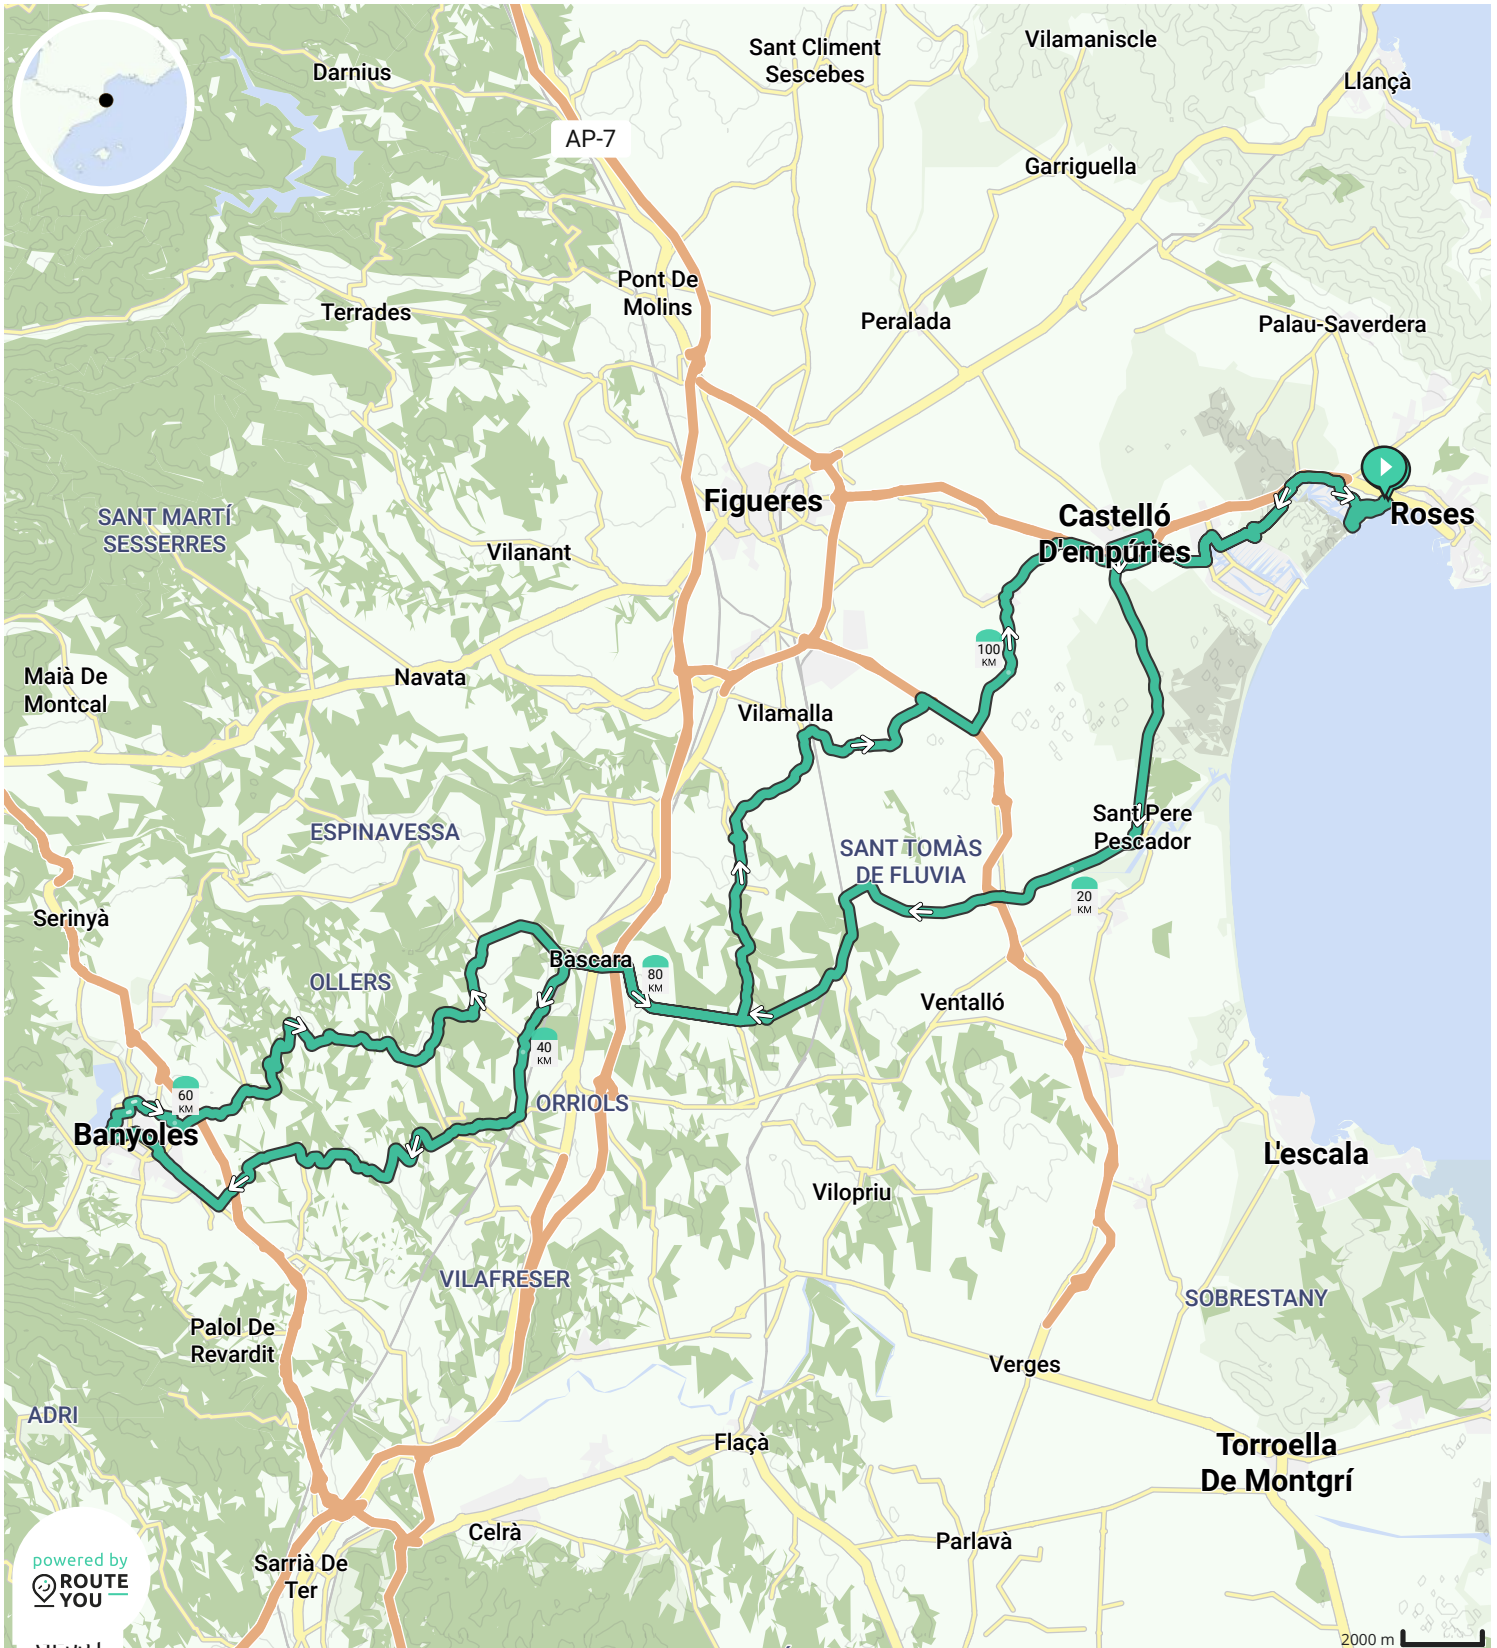 Sant Climent
Sescebes
Vilamaniscle
Darnius
Llançà
AP-7
Garriguella
Pont De
Molins
Terrades
Peralada
Palau-Saverdera
Figueres
SANT MARTÍ
SESSERRES
Castelló
D'empúries
Roses
Vilanant
100
KM
Maià De
Montcal
Navata
Vilamalla
Sant Pere
Pescador
ESPINAVESSA
SANT TOMÀS
DE FLUVIA
20
KM
Serinyà
Bàscara
OLLERS
80
KM
Ventalló
40
KM
60
KM
ORRIOLS
Banyoles
L'escala
Vilopriu
VILAFRESER
SOBRESTANY
Palol De
Revardit
Verges
ADRI
Flaçà
Torroella
De Montgrí
Celrà
Parlavà
Sarrià De
Ter
powered by
ROUTE
YOU
2000 m